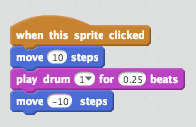 when this sprite clicked
move 10 steps
play drum 1 for 0.25 beats
move -10 steps